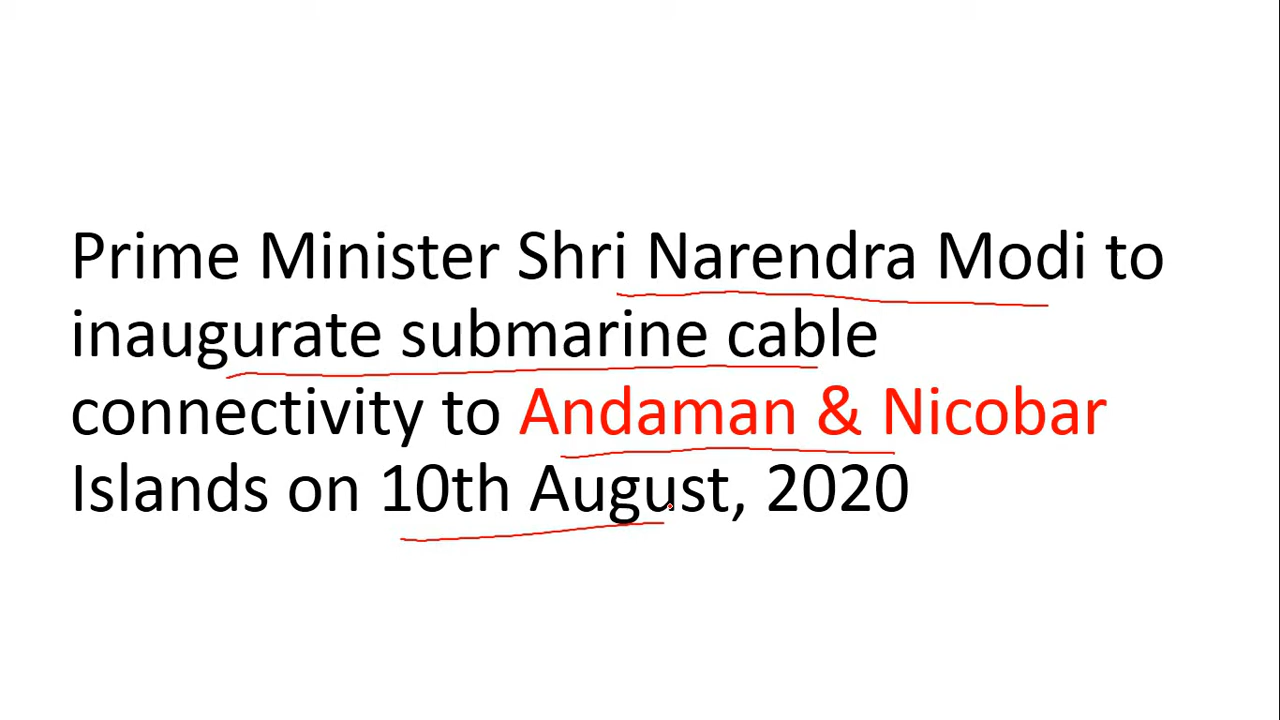 Prime Minister Shri Narendra Modi to
inaugurate submarine cable
connectivity to Andaman & Nicobar
Islands on 10th August, 2020